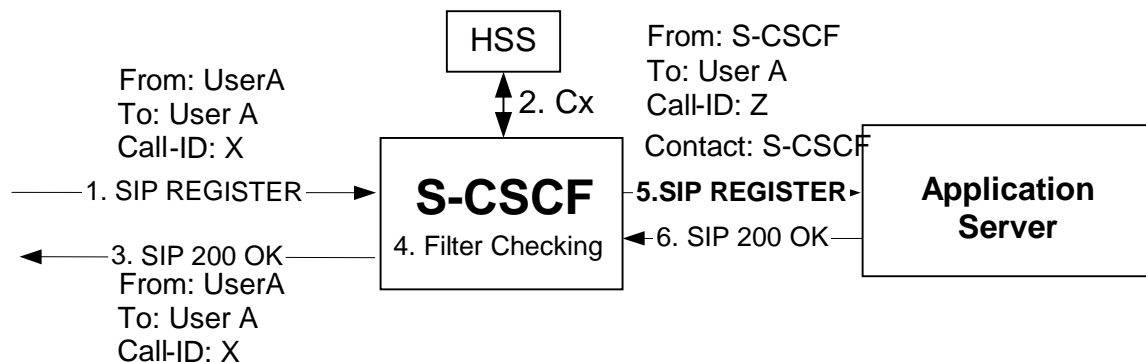 HSS
From: UserA
To: User A
Call-ID: X
2. Cx
From: S-CSCF
To: User A
Call-ID: Z
Contact: S-CSCF
1. SIP REGISTER
S-CSCF
4. Filter Checking
5.SIP REGISTER
Application
Server
6. SIP 200 OK
3. SIP 200 OK
From: UserA
To: User A
Call-ID: X